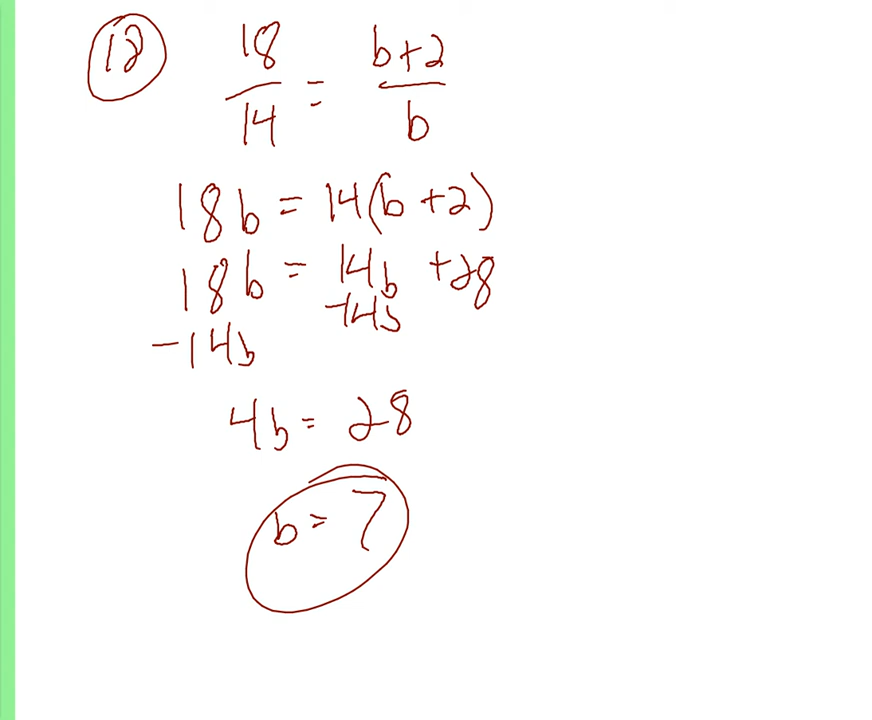 12
18/14 = b+2/b
18b = 14(b+2)
18b = 14b +28
-14b -14b
4b = 28
b = 7